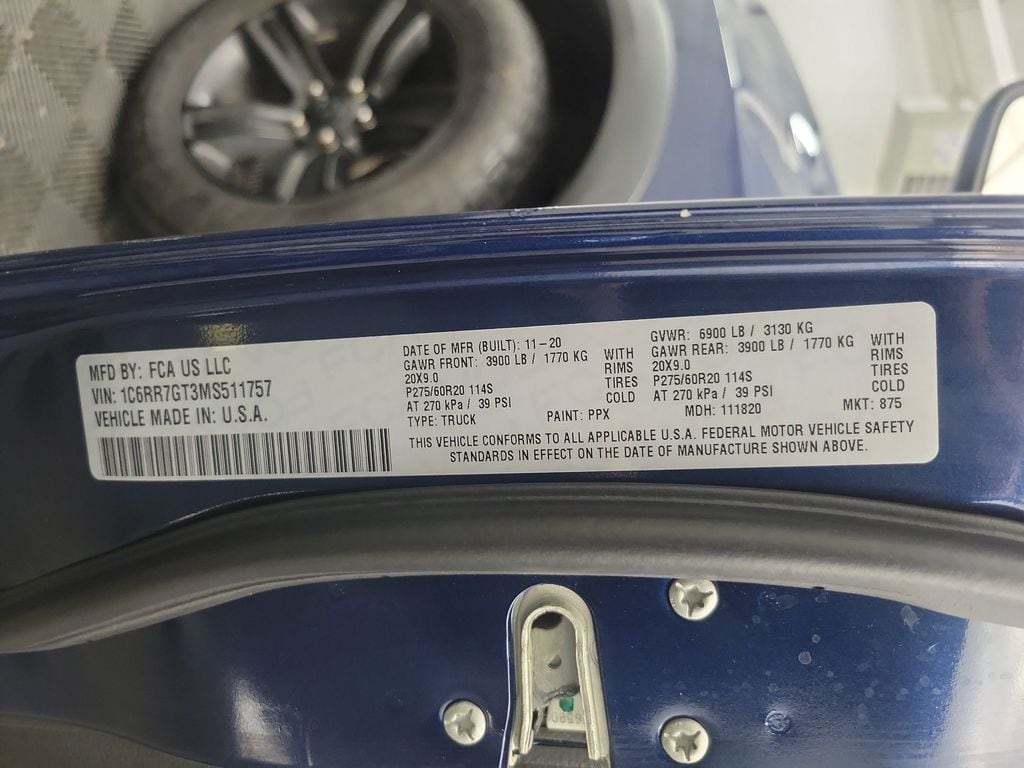 MFD BY: FCA US LLC
VIN: 1C6RR7GT3MS511757
VEHICLE MADE IN: U.S.A.
DATE OF MFR (BUILT): 11-20
GAWR FRONT: 3900 LB / 1770 KG WITH
20X9.0 RIMS
P275/60R20 114S TIRES
AT 270 kPa / 39 PSI COLD
TYPE: TRUCK PAINT: PPX
GVWR: 6900 LB / 3130 KG
GAWR REAR: 3900 LB / 1770 KG WITH
20X9.0 RIMS
P275/60R20 114S TIRES
AT 270 kPa / 39 PSI COLD
MDH: 111820 MKT: 875
THIS VEHICLE CONFORMS TO ALL APPLICABLE U.S.A. FEDERAL MOTOR VEHICLE SAFETY
STANDARDS IN EFFECT ON THE DATE OF MANUFACTURE SHOWN ABOVE.